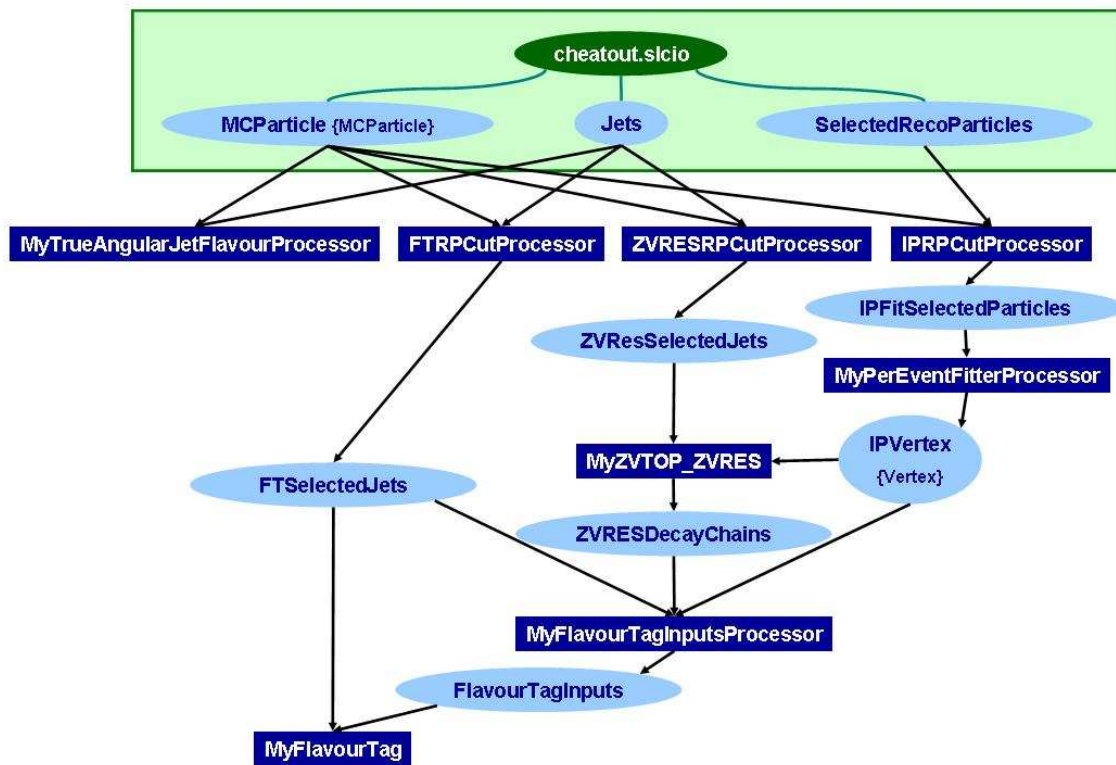 cheatout.slcio
MCParticle {MCParticle}
Jets
SelectedRecoParticles
MyTrueAngularJetFlavourProcessor
FTRPCutProcessor
ZVRESRPCutProcessor
IPRPCutProcessor
IPFitSelectedParticles
ZVResSelectedJets
MyPerEventFitterProcessor
IPVertex
{Vertex}
MyZVTOP_ZVRES
FTSelectedJets
ZVRESDecayChains
MyFlavourTagInputsProcessor
FlavourTagInputs
MyFlavourTag